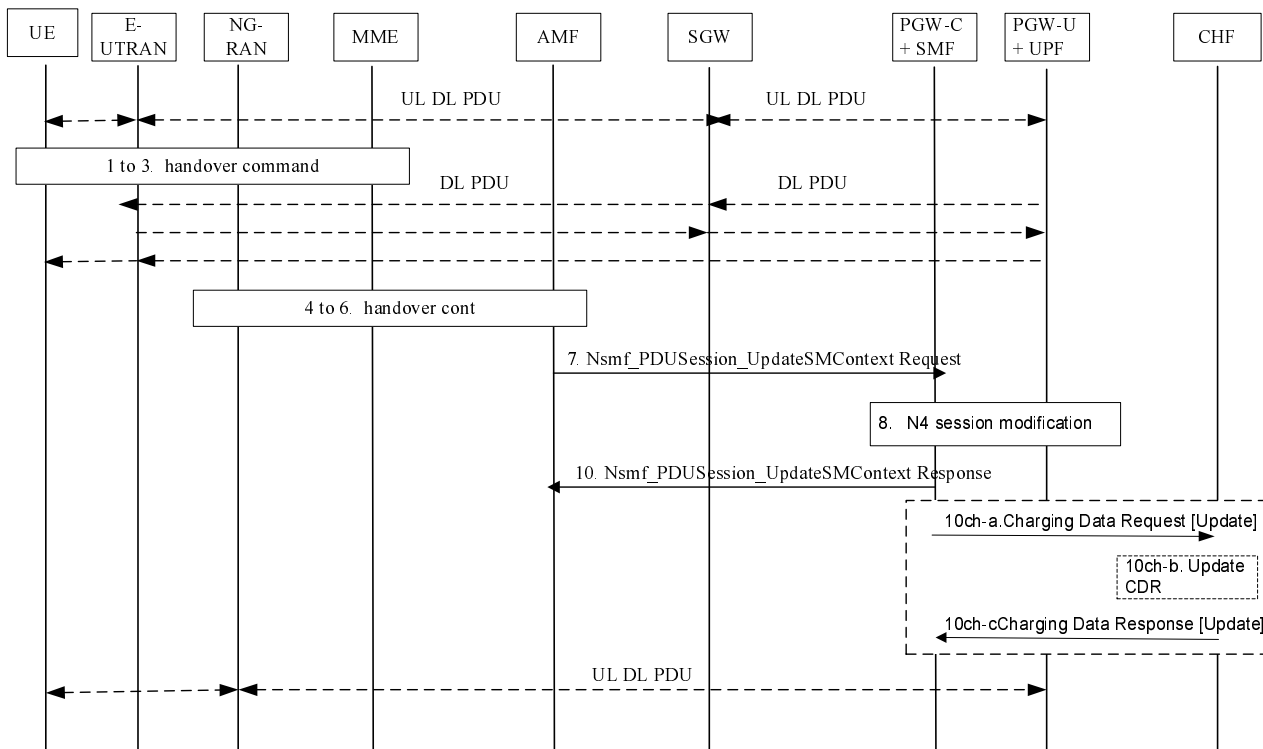 UE
E-
UTRAN
NG-
RAN
MME
AMF
SGW
PGW-C
+ SMF
PGW-U
+ UPF
CHF
UL DL PDU
UL DL PDU
1 to 3. handover command
DL PDU
DL PDU
4 to 6. handover cont
7. Nsmf_PDUSession_UpdateSMContext Request
8. N4 session modification
10. Nsmf_PDUSession_UpdateSMContext Response
10ch-a.Charging Data Request [Update]
10ch-b. Update
CDR
10ch-cCharging Data Response [Update]
UL DL PDU